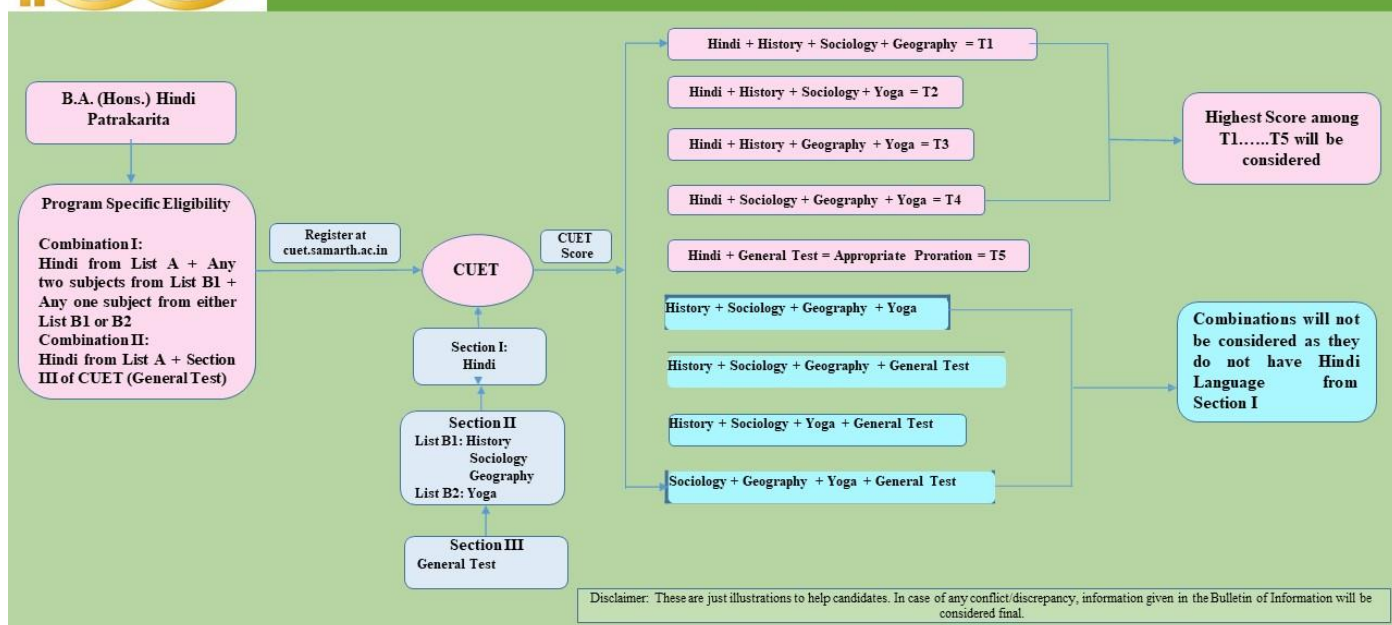 B.A. (Hons.) Hindi
Patrakarita
Program Specific Eligibility
Combination I:
Hindi from List A + Any
two subjects from List B1 +
Any one subject from either
List B1 or B2
Combination II:
Hindi from List A + Section
III of CUET (General Test)
Register at
cuet.samarth.ac.in
CUET
CUET
Score
Section I:
Hindi
Section II
List B1: History
Sociology
Geography
List B2: Yoga
Section III
General Test
Hindi + History + Sociology + Geography = T1
Hindi + History + Sociology + Yoga = T2
Hindi + History + Geography + Yoga = T3
Hindi + Sociology + Geography + Yoga = T4
Hindi + General Test = Appropriate Proration = T5
History + Sociology + Geography + Yoga
History + Sociology + Geography + General Test
History + Sociology + Yoga + General Test
Sociology + Geography + Yoga + General Test
Highest Score among
T1…...T5 will be
considered
Combinations will not
be considered as they
do not have Hindi
Language from
Section I
Disclaimer: These are just illustrations to help candidates. In case of any conflict/discrepancy, information given in the Bulletin of Information will be
considered final.